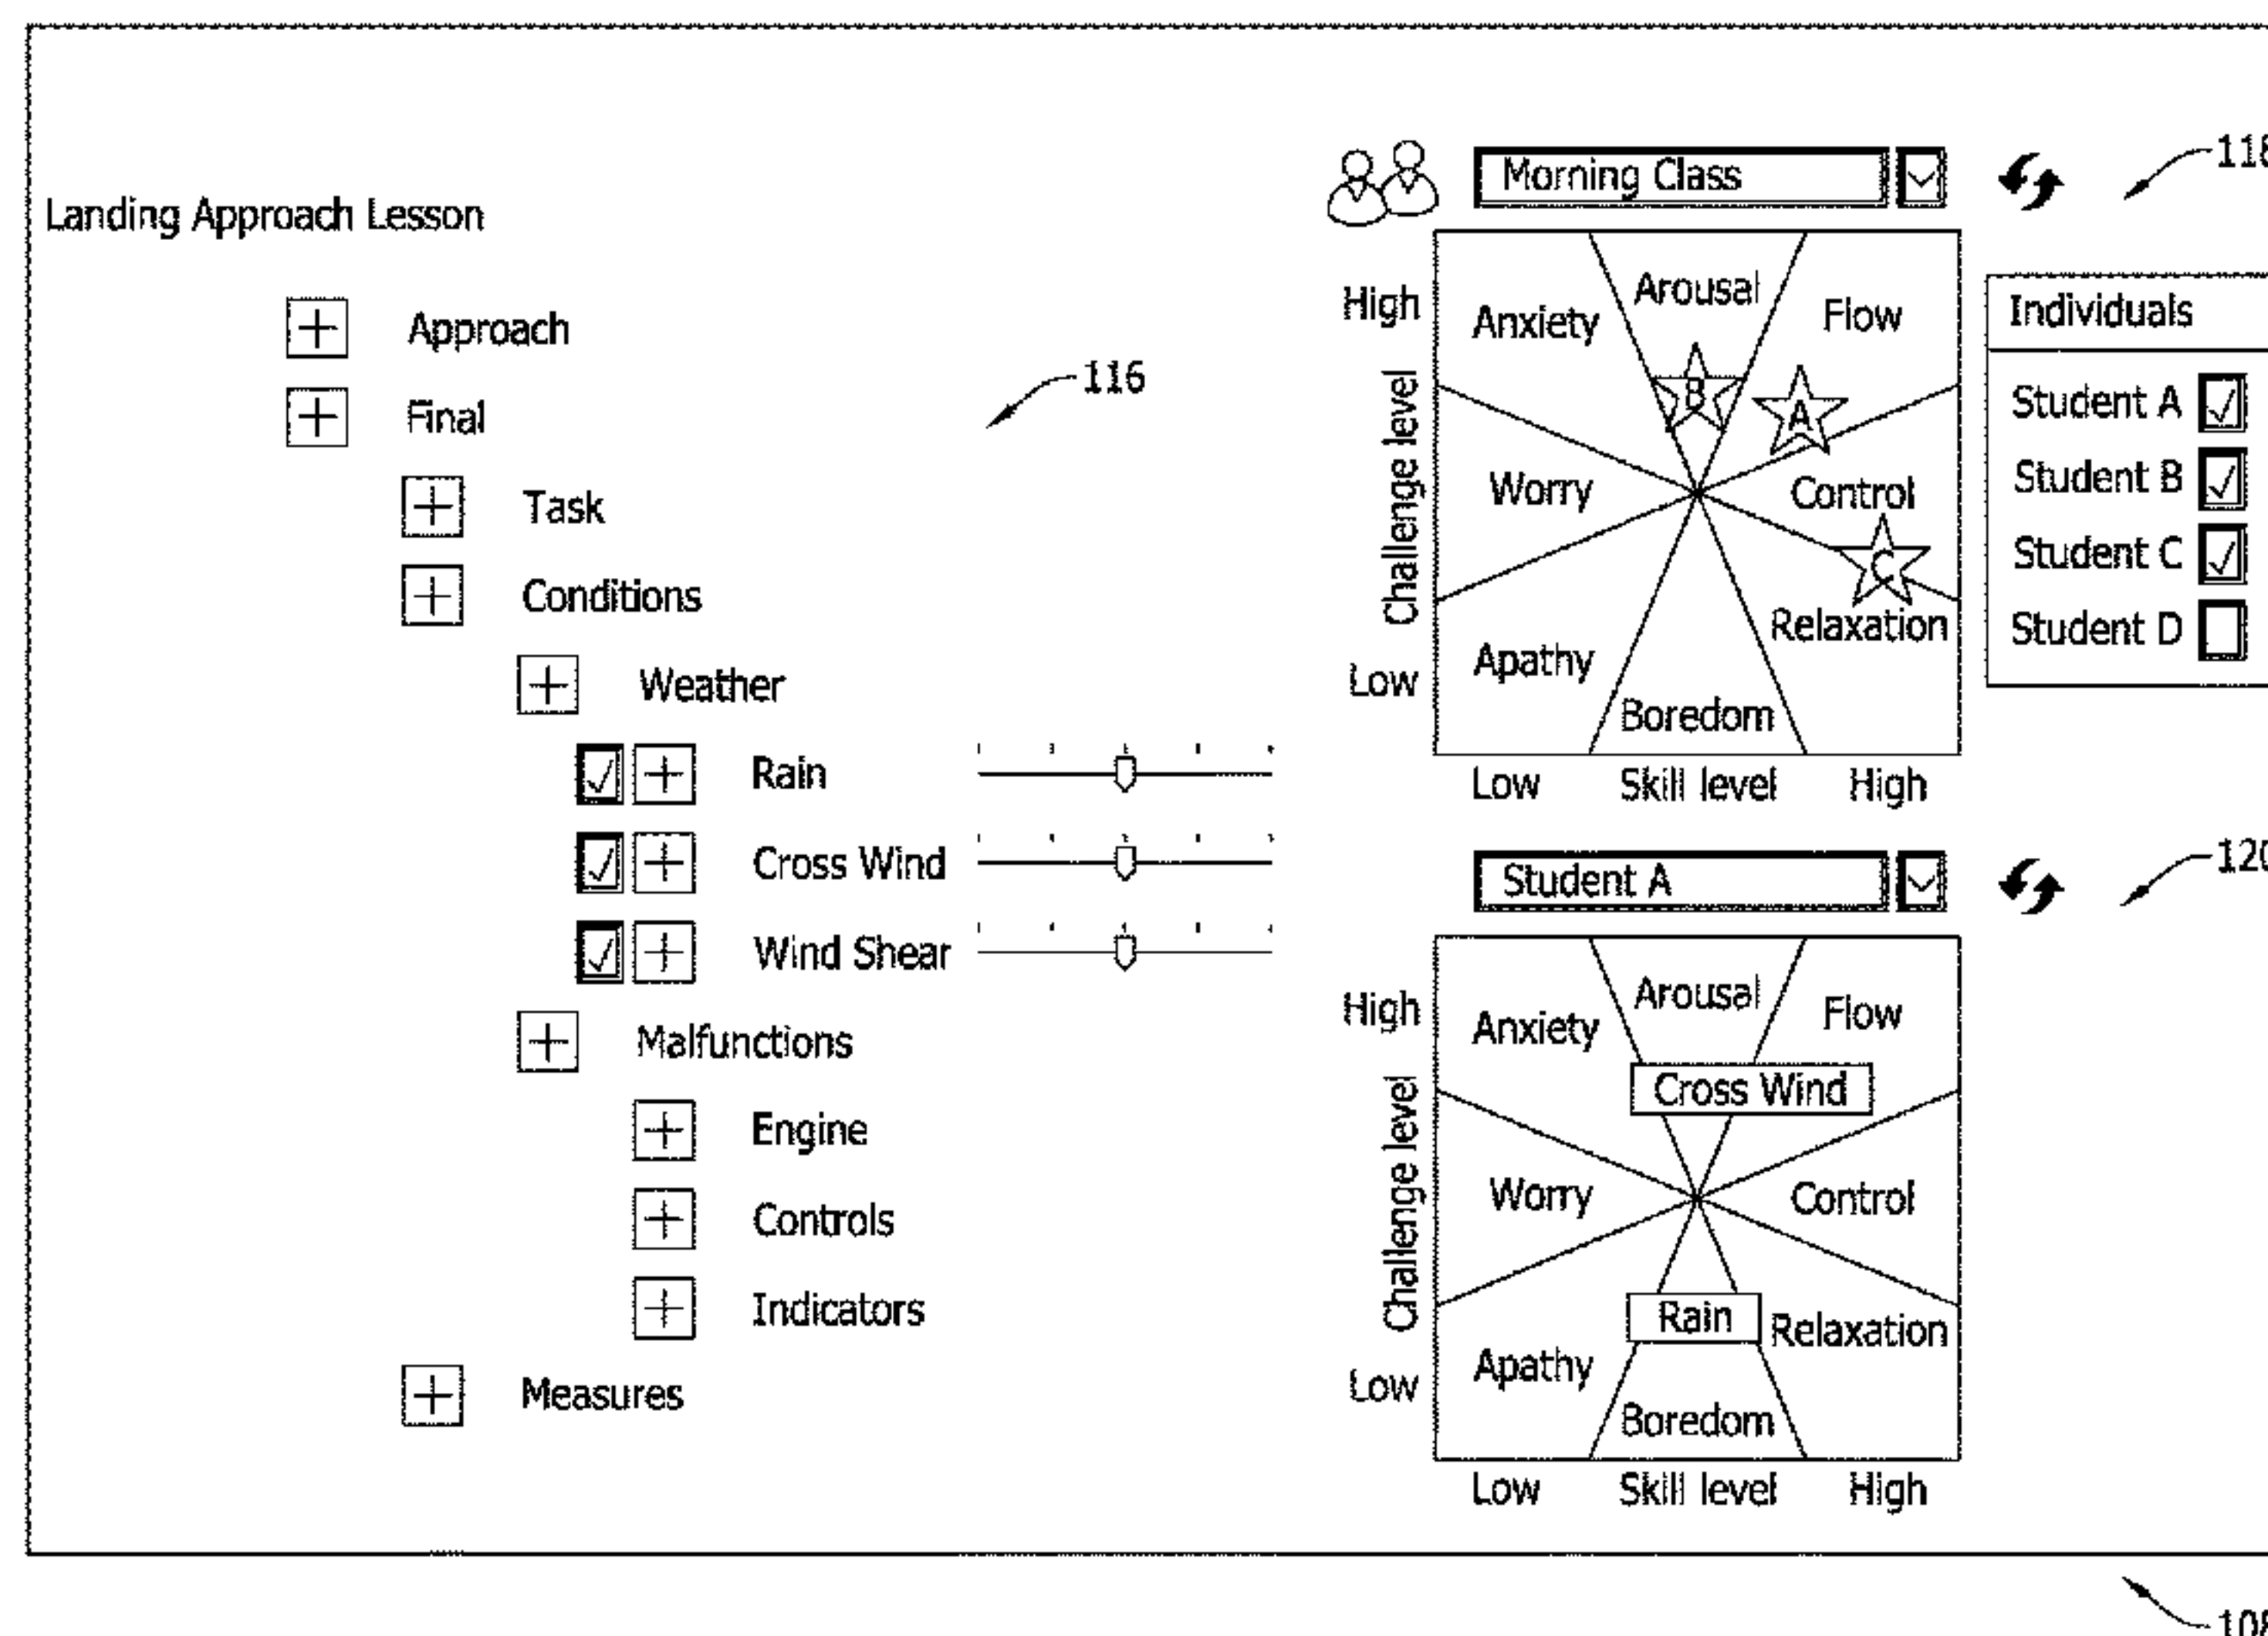 Landing Approach Lesson
Approach
Final
116
Task
Conditions
Weather
Rain
Cross Wind
Wind Shear
Malfunctions
Engine
Controls
Indicators
Measures
Morning Class
118
High
Challenge level
Low
Anxiety
Arousal
Flow
B
A
Worry
Control
C
Relaxation
Apathy
Boredom
Low
Skill level
High
Individuals
Student A
Student B
Student C
Student D
Student A
120
High
Challenge level
Low
Anxiety
Arousal
Flow
Cross Wind
Worry
Control
Rain
Relaxation
Apathy
Boredom
Low
Skill level
High
108